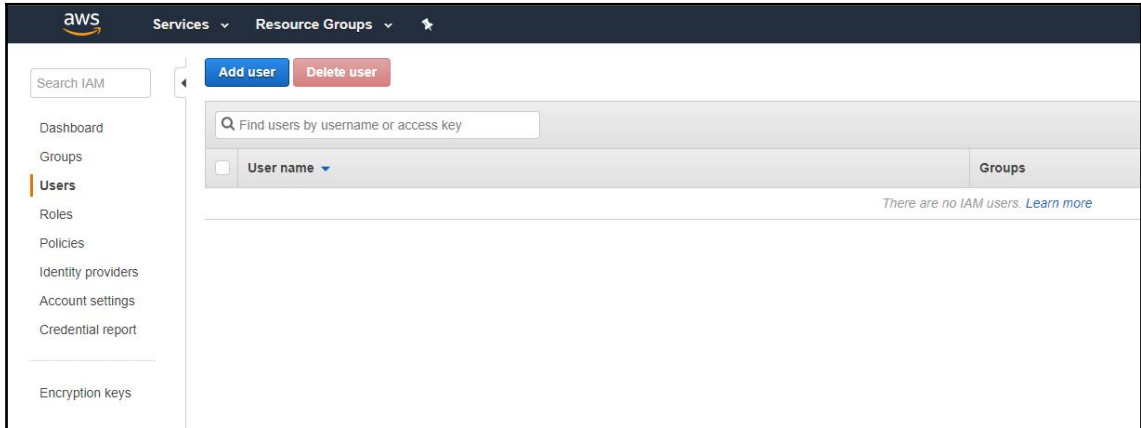 aws Services Resource Groups
Search IAM
Dashboard
Groups
Users
Roles
Policies
Identity providers
Account settings
Credential report
Encryption keys
Add user Delete user
Find users by username or access key
User name Groups
There are no IAM users. Learn more